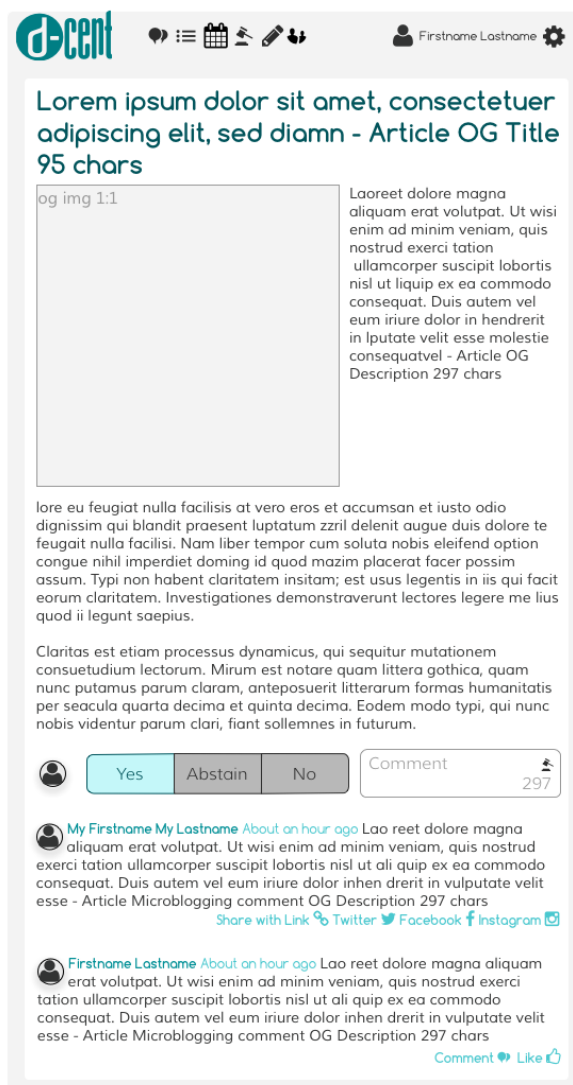 d-cent
Firstname Lastname
Lorem ipsum dolor sit amet, consectetuer
adipiscing elit, sed diamn - Article OG Title
95 chars
og img 1:1
Laoreet dolore magna
aliquam erat volutpat. Ut wisi
enim ad minim veniam, quis
nostrud exerci tation
ullamcorper suscipit lobortis
nisl ut liquip ex ea commodo
consequat. Duis autem vel
eum iriure dolor in hendrerit
in lputate velit esse molestie
consequatvel - Article OG
Description 297 chars
lore eu feugiat nulla facilisis at vero eros et accumsan et iusto odio
dignissim qui blandit praesent luptatum zzril delenit augue duis dolore te
feugait nulla facilisi. Nam liber tempor cum soluta nobis eleifend option
congue nihil imperdiet doming id quod mazim placerat facer possim
assum. Typi non habent claritatem insitam; est usus legentis in iis qui facit
eorum claritatem. Investigationes demonstraverunt lectores legere me lius
quod ii legunt saepius.
Claritas est etiam processus dynamicus, qui sequitur mutationem
consuetudium lectorum. Mirum est notare quam littera gothica, quam
nunc putamus parum claram, anteposuerit litterarum formas humanitatis
per seacula quarta decima et quinta decima. Eodem modo typi, qui nunc
nobis videntur parum clari, fiant sollemnes in futurum.
Yes Abstain No Comment
297
My Firstname My Lastname About an hour ago Lao reet dolore magna
aliquam erat volutpat. Ut wisi enim ad minim veniam, quis nostrud
exerci tation ullamcorper suscipit lobortis nisl ut ali quip ex ea commodo
consequat. Duis autem vel eum iriure dolor inhen drerit in vulputate velit
esse - Article Microblogging comment OG Description 297 chars
Share with Link Twitter Facebook Instagram
Firstname Lastname About an hour ago Lao reet dolore magna aliquam
erat volutpat. Ut wisi enim ad minim veniam, quis nostrud exerci
tation ullamcorper suscipit lobortis nisl ut ali quip ex ea commodo
consequat. Duis autem vel eum iriure dolor inhen drerit in vulputate velit
esse - Article Microblogging comment OG Description 297 chars
Comment Like